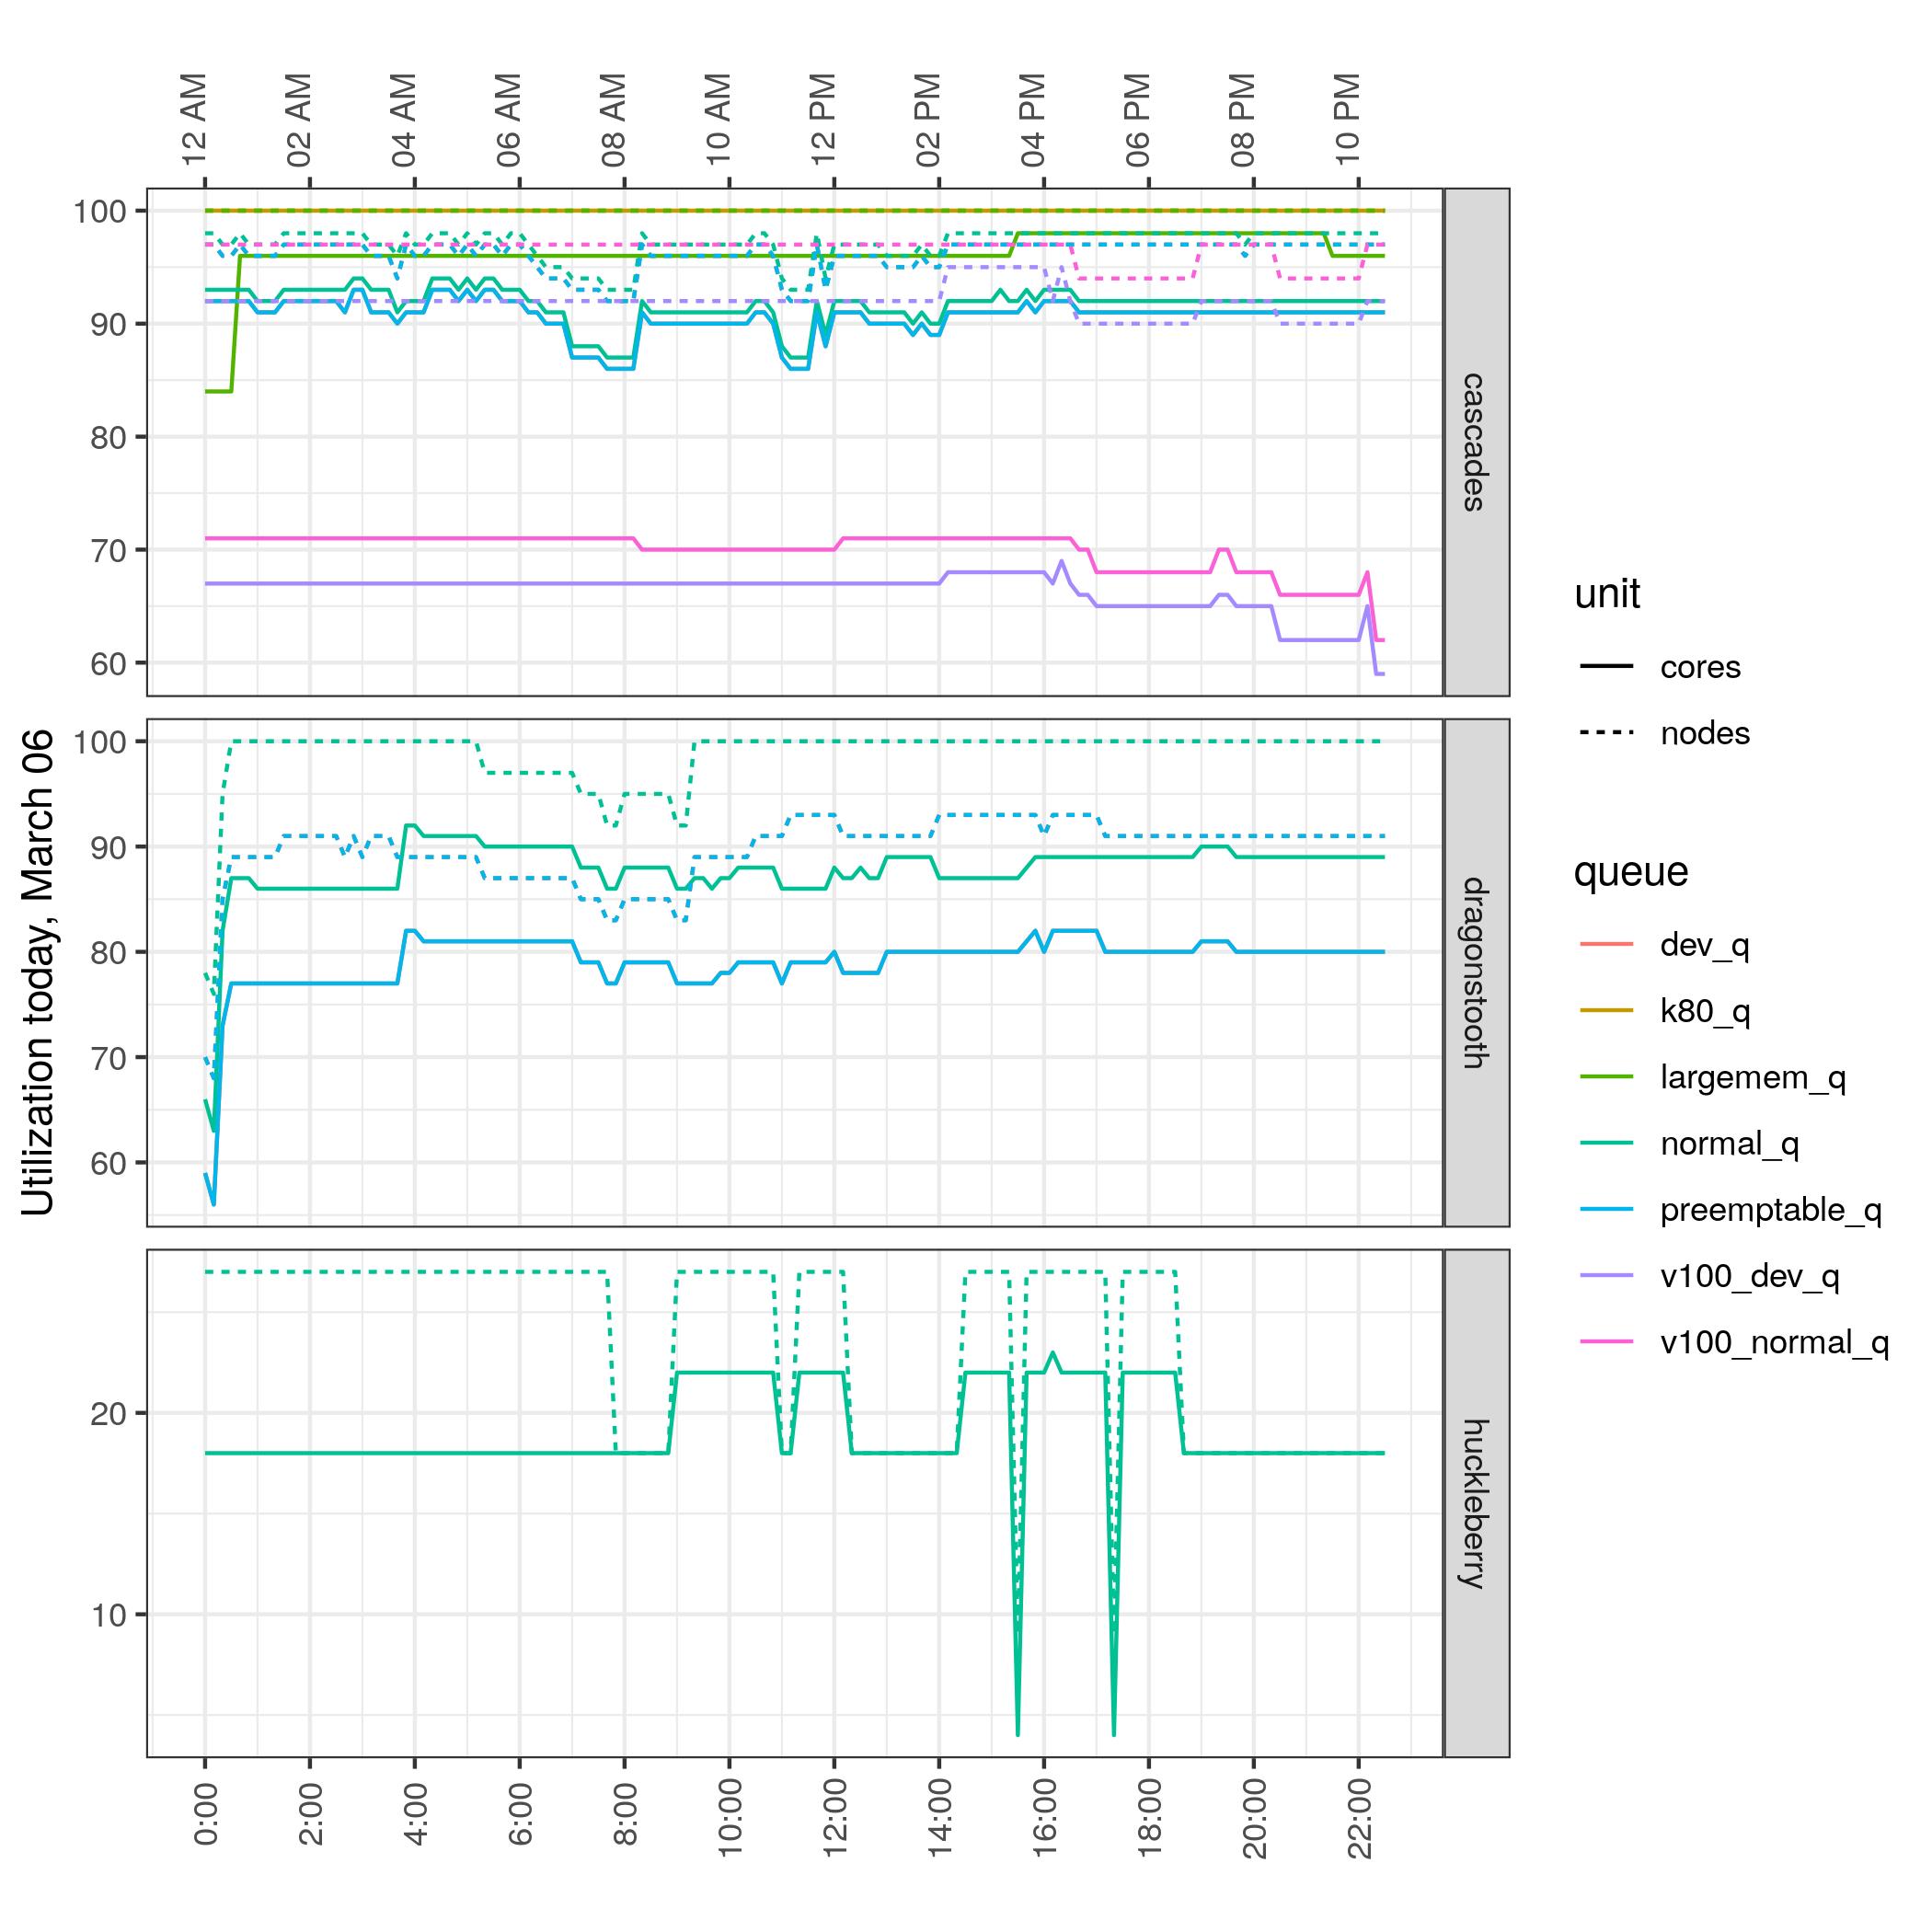 12 AM
02 AM
04 AM
06 AM
08 AM
10 AM
12 PM
02 PM
04 PM
06 PM
08 PM
10 PM
Utilization today, March 06
100
90
80
70
60
cascades
100
90
80
70
60
dragonstooth
20
10
huckleberry
0:00
2:00
4:00
6:00
8:00
10:00
12:00
14:00
16:00
18:00
20:00
22:00
unit
cores
nodes
queue
dev_q
k80_q
largemem_q
normal_q
preemptable_q
v100_dev_q
v100_normal_q